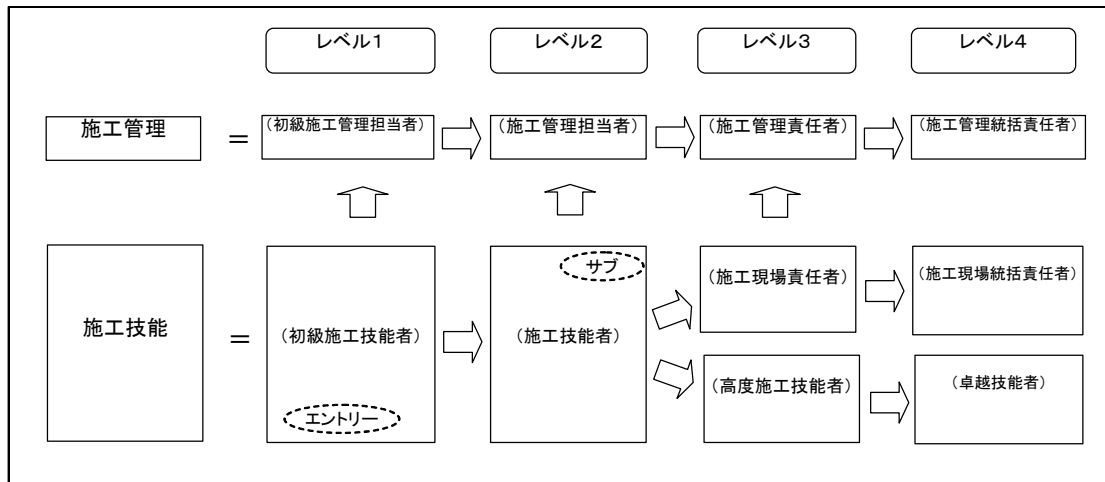 レベル1
レベル2
レベル3
レベル4
施工管理
=
(初級施工管理担当者)
(施工管理担当者)
(施工管理責任者)
(施工管理統括責任者)
施工技能
=
(初級施工技能者)
エントリー
サブ
(施工技能者)
(施工現場責任者)
(施工現場統括責任者)
(高度施工技能者)
(卓越技能者)